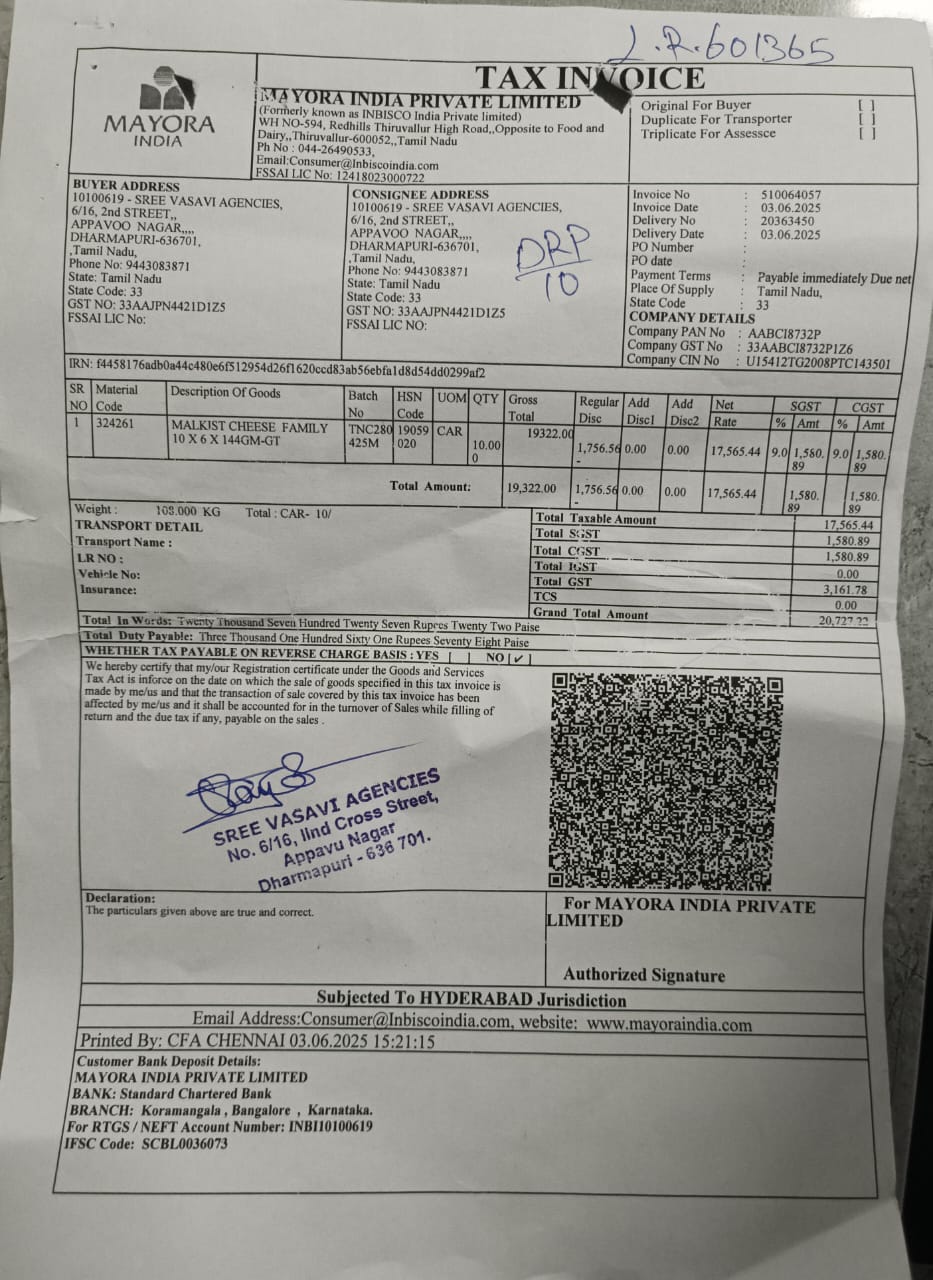 L.R.601365
TAX INVOICE
MAYORA
INDIA
MAYORA INDIA PRIVATE LIMITED
(Formerly known as INBISCO India Private limited)
WH NO-594, Redhills Thiruvallur High Road,,Opposite to Food and
Dairy,,Thiruvallur-600052,,Tamil Nadu
Ph No : 044-26490533,
Email:Consumer@Inbiscoindia.com
FSSAI LIC No: 12418023000722
Original For Buyer [ ]
Duplicate For Transporter [ ]
Triplicate For Assessce [ ]
BUYER ADDRESS
10100619 - SREE VASAVI AGENCIES,
6/16, 2nd STREET,,
APPAVOO NAGAR,,,,
DHARMAPURI-636701,
,Tamil Nadu,
Phone No: 9443083871
State: Tamil Nadu
State Code: 33
GST NO: 33AAJPN4421D1Z5
FSSAI LIC No:
CONSIGNEE ADDRESS
10100619 - SREE VASAVI AGENCIES,
6/16, 2nd STREET,,
APPAVOO NAGAR,,,,
DHARMAPURI-636701,
,Tamil Nadu,
Phone No: 9443083871
State: Tamil Nadu
State Code: 33
GST NO: 33AAJPN4421D1Z5
FSSAI LIC NO:
DRP
10
Invoice No : 510064057
Invoice Date : 03.06.2025
Delivery No : 20363450
Delivery Date : 03.06.2025
PO Number :
PO date :
Payment Terms : Payable immediately Due net
Place Of Supply : Tamil Nadu,
State Code : 33
COMPANY DETAILS
Company PAN No : AABCI8732P
Company GST No : 33AABCI8732P1Z6
Company CIN No : U15412TG2008PTC143501
IRN: f4458176adb0a44c480e6f512954d26f1620ccd83ab56ebfa1d8d54dd0299af2
SR NO Material Code Description Of Goods Batch No HSN Code UOM QTY Gross Total Regular Disc Add Disc1 Add Disc2 Net Rate SGST % Amt CGST % Amt
1 324261 MALKIST CHEESE FAMILY 10 X 6 X 144GM-GT TNC280425M 19059020 CAR 10.000 19322.00 1,756.56- 0.00 0.00 17,565.44 9.0 1,580.89 9.0 1,580.89
Total Amount: 19,322.00 1,756.56- 0.00 0.00 17,565.44 1,580.89 1,580.89
Weight : 108.000 KG Total : CAR- 10/
TRANSPORT DETAIL
Transport Name :
LR NO :
Vehicle No:
Insurance:
Total Taxable Amount 17,565.44
Total SGST 1,580.89
Total CGST 1,580.89
Total IGST 0.00
Total GST 3,161.78
TCS 0.00
Grand Total Amount 20,727.22
Total In Words: Twenty Thousand Seven Hundred Twenty Seven Rupees Twenty Two Paise
Total Duty Payable: Three Thousand One Hundred Sixty One Rupees Seventy Eight Paise
WHETHER TAX PAYABLE ON REVERSE CHARGE BASIS : YES [ ] NO [✓]
We hereby certify that my/our Registration certificate under the Goods and Services
Tax Act is inforce on the date on which the sale of goods specified in this tax invoice is
made by me/us and that the transaction of sale covered by this tax invoice has been
affected by me/us and it shall be accounted for in the turnover of Sales while filling of
return and the due tax if any, payable on the sales .
SREE VASAVI AGENCIES
No. 6/16, IInd Cross Street,
Appavu Nagar
Dharmapuri - 636 701.
Declaration:
The particulars given above are true and correct.
For MAYORA INDIA PRIVATE
LIMITED
Authorized Signature
Subjected To HYDERABAD Jurisdiction
Email Address:Consumer@Inbiscoindia.com, website: www.mayoraindia.com
Printed By: CFA CHENNAI 03.06.2025 15:21:15
Customer Bank Deposit Details:
MAYORA INDIA PRIVATE LIMITED
BANK: Standard Chartered Bank
BRANCH: Koramangala , Bangalore , Karnataka.
For RTGS / NEFT Account Number: INBI10100619
IFSC Code: SCBL0036073